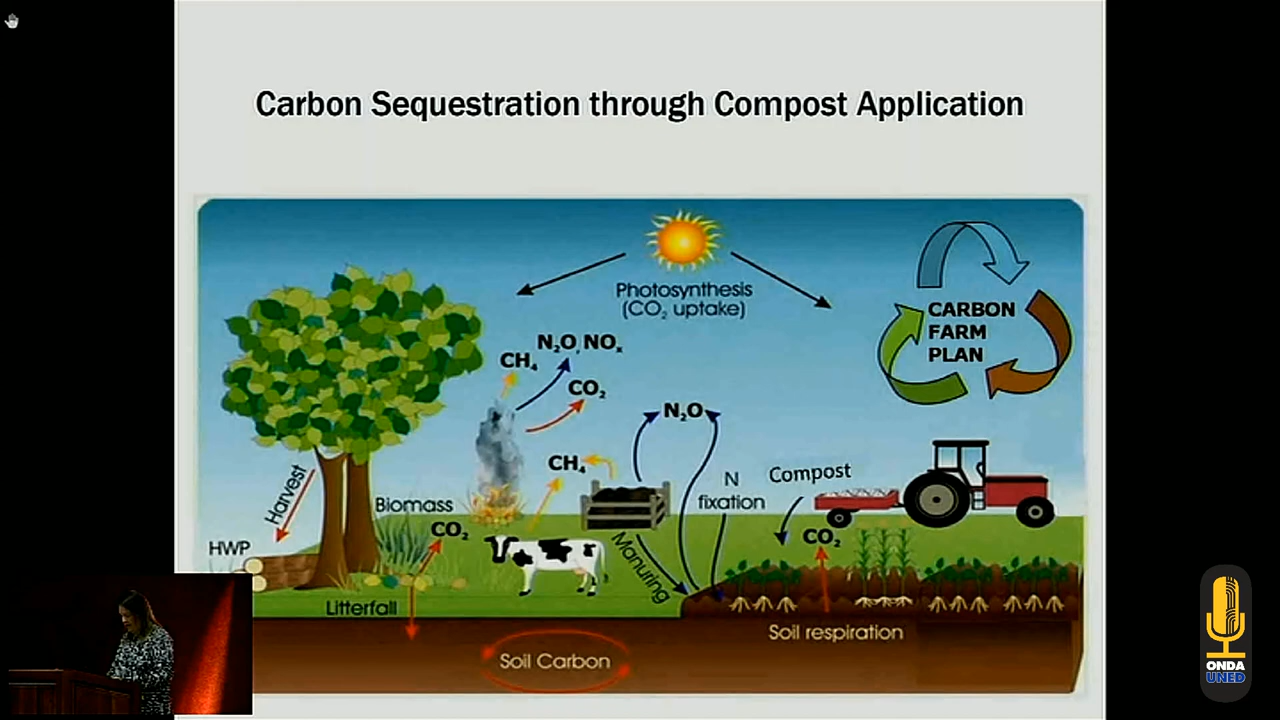 Carbon Sequestration through Compost Application
Photosynthesis
(CO₂ uptake)
CARBON
FARM
PLAN
N₂O, NOₓ
CH₄
CO₂
N₂O
CH₄
N
fixation
Compost
Harvest
Biomass
CO₂
HWP
Manuring
CO₂
Litterfall
Soil respiration
Soil Carbon
ONDA
UNED